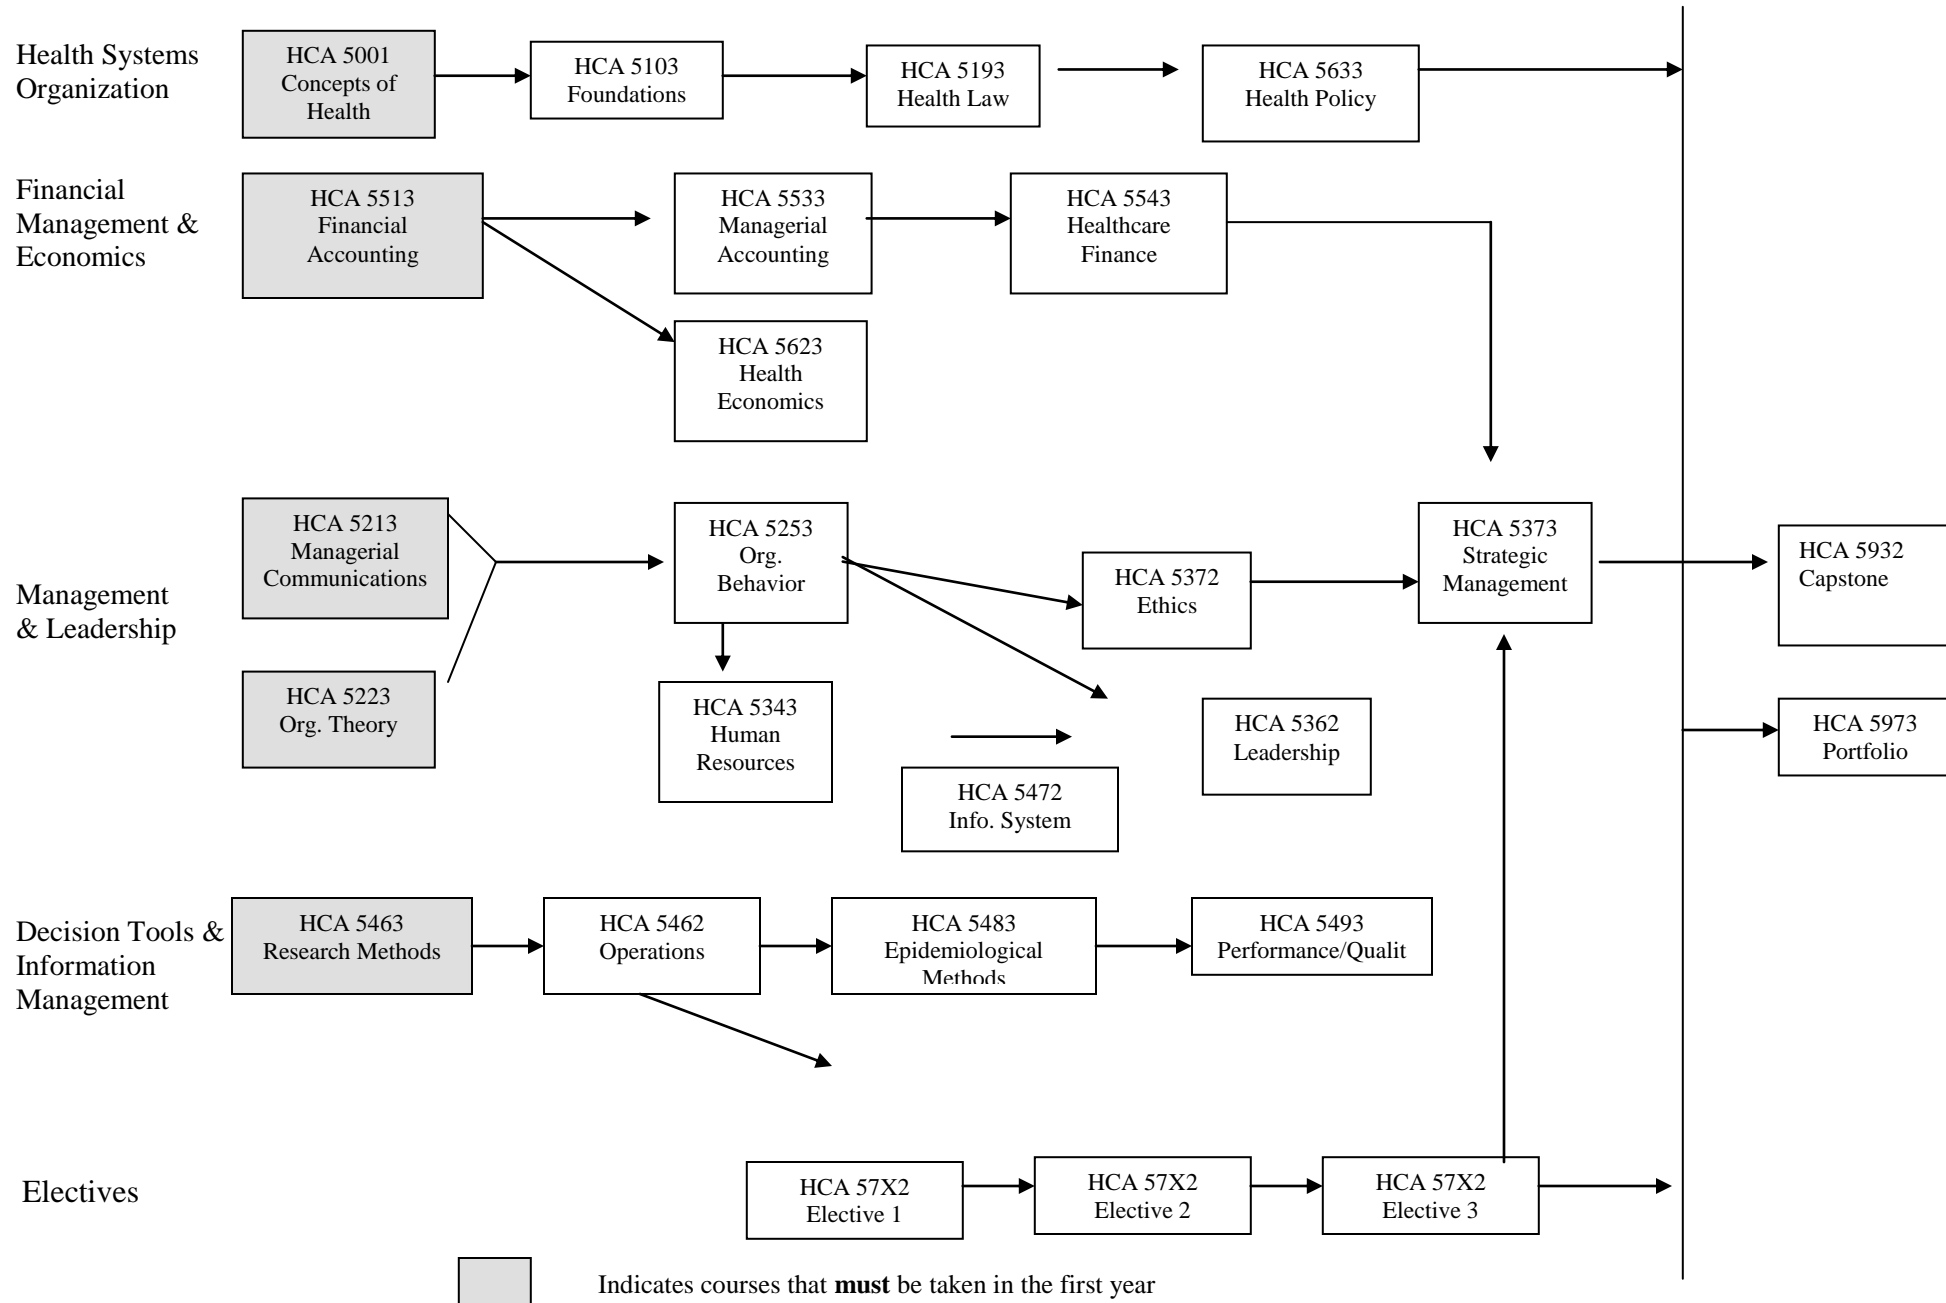 Health Systems
Organization
HCA 5001
Concepts of
Health
HCA 5103
Foundations
HCA 5193
Health Law
HCA 5633
Health Policy
Financial
Management &
Economics
HCA 5513
Financial
Accounting
HCA 5533
Managerial
Accounting
HCA 5543
Healthcare
Finance
HCA 5623
Health
Economics
Management
& Leadership
HCA 5213
Managerial
Communications
HCA 5223
Org. Theory
HCA 5253
Org.
Behavior
HCA 5343
Human
Resources
HCA 5372
Ethics
HCA 5472
Info. System
HCA 5362
Leadership
HCA 5373
Strategic
Management
HCA 5932
Capstone
HCA 5973
Portfolio
Decision Tools &
Information
Management
HCA 5463
Research Methods
HCA 5462
Operations
HCA 5483
Epidemiological
Methods
HCA 5493
Performance/Qualit
Electives
HCA 57X2
Elective 1
HCA 57X2
Elective 2
HCA 57X2
Elective 3
Indicates courses that must be taken in the first year